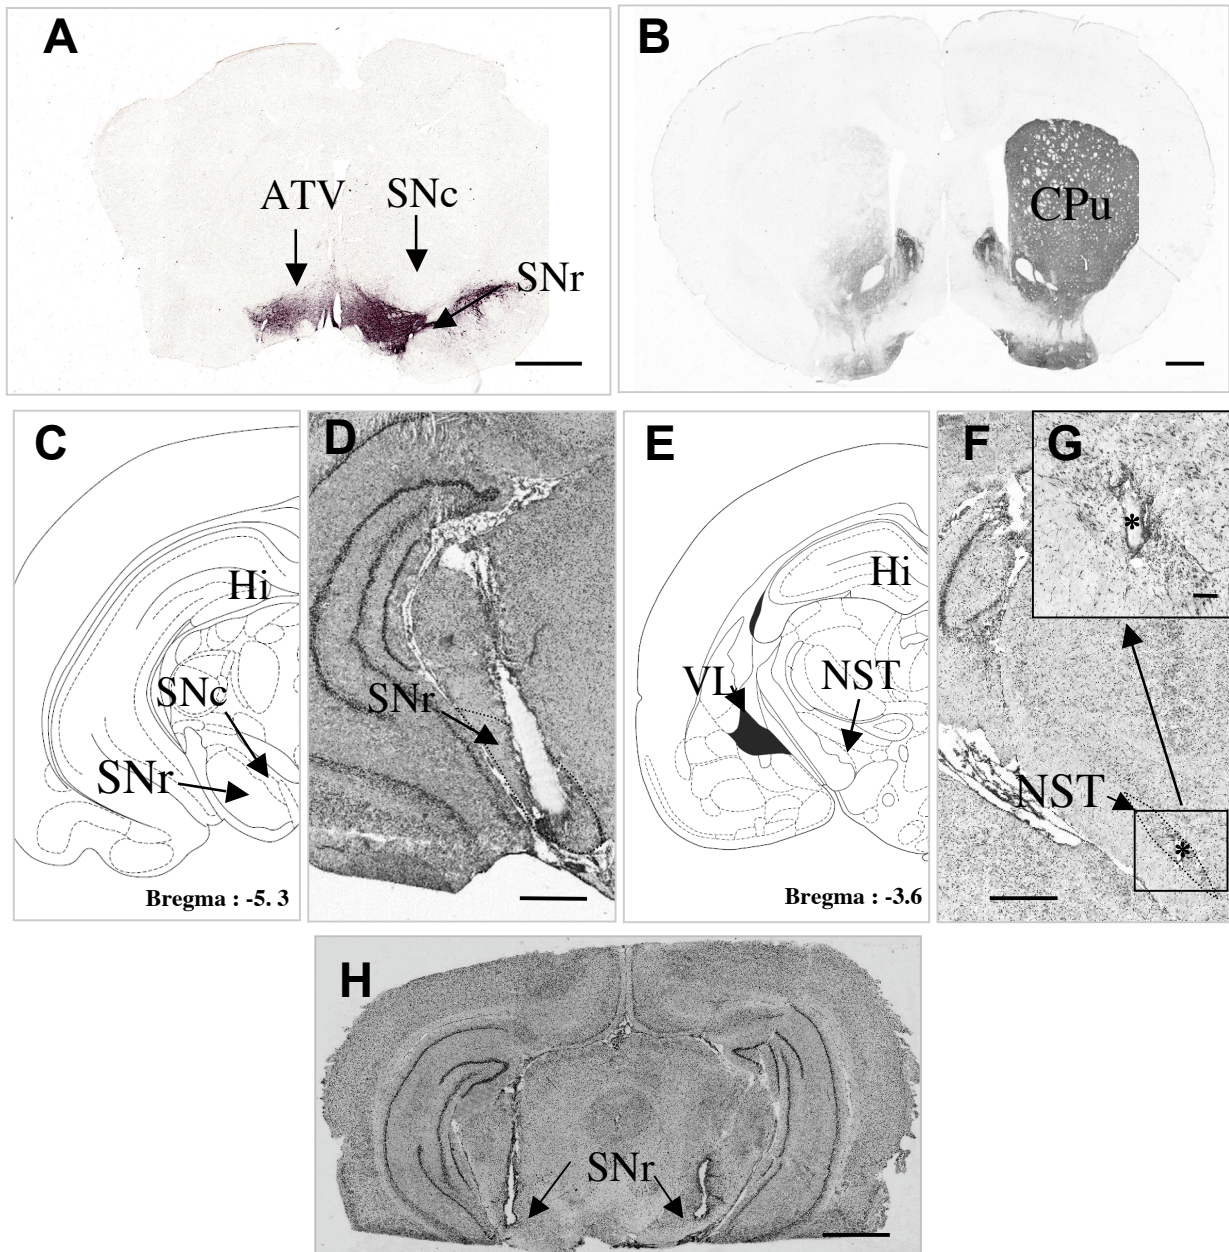 A
ATV
SNc
SNr
B
CPu
C
Hi
SNc
SNr
Bregma : -5. 3
D
SNr
E
Hi
VL
NST
Bregma : -3.6
F
G
*
NST
*
H
SNr